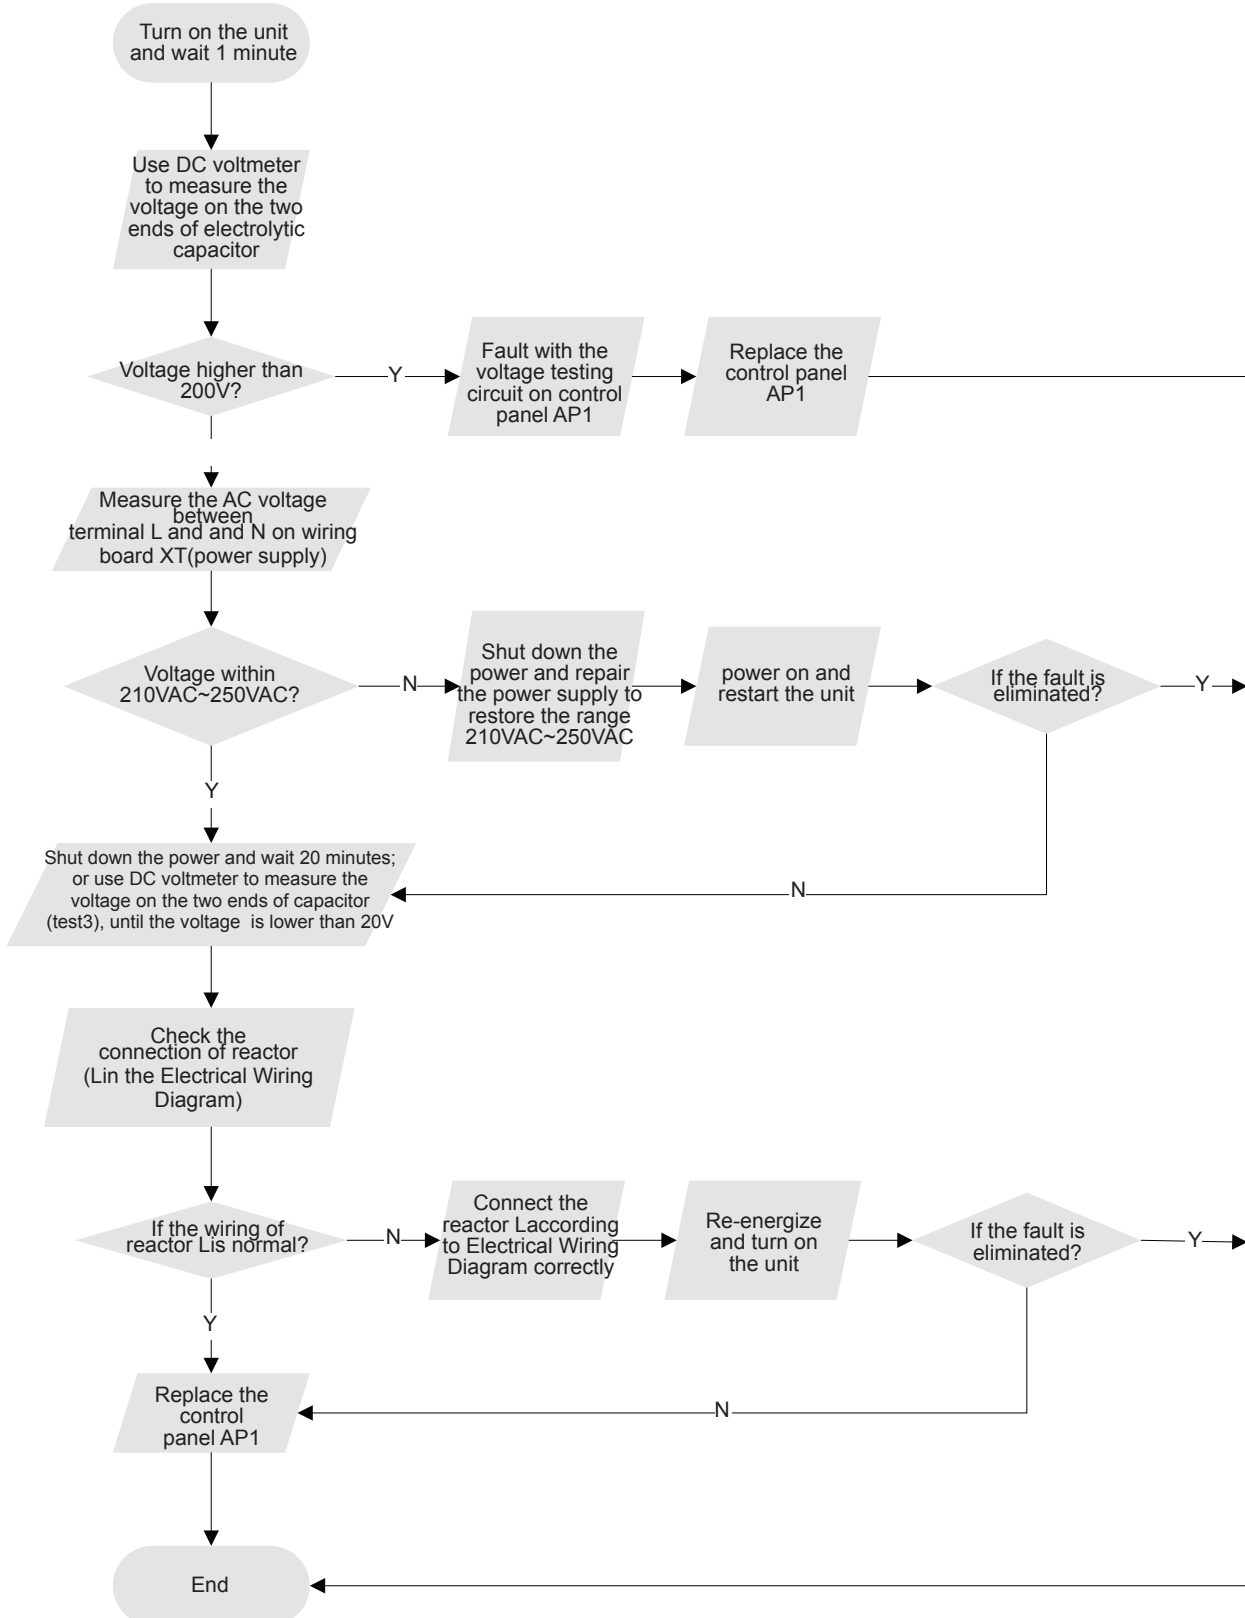 Turn on the unit
and wait 1 minute
Use DC voltmeter
to measure the
voltage on the two
ends of electrolytic
capacitor
Voltage higher than
200V?
Y
Fault with the
voltage testing
circuit on control
panel AP1
Replace the
control panel
AP1
Measure the AC voltage
between
terminal L and and N on wiring
board XT(power supply)
Voltage within
210VAC~250VAC?
N
Shut down the
power and repair
the power supply to
restore the range
210VAC~250VAC
power on and
restart the unit
If the fault is
eliminated?
Y
Y
Shut down the power and wait 20 minutes;
or use DC voltmeter to measure the
voltage on the two ends of capacitor
(test3), until the voltage is lower than 20V
N
Check the
connection of reactor
(Lin the Electrical Wiring
Diagram)
If the wiring of
reactor Lis normal?
N
Connect the
reactor Laccording
to Electrical Wiring
Diagram correctly
Re-energize
and turn on
the unit
If the fault is
eliminated?
Y
Y
Replace the
control
panel AP1
N
End